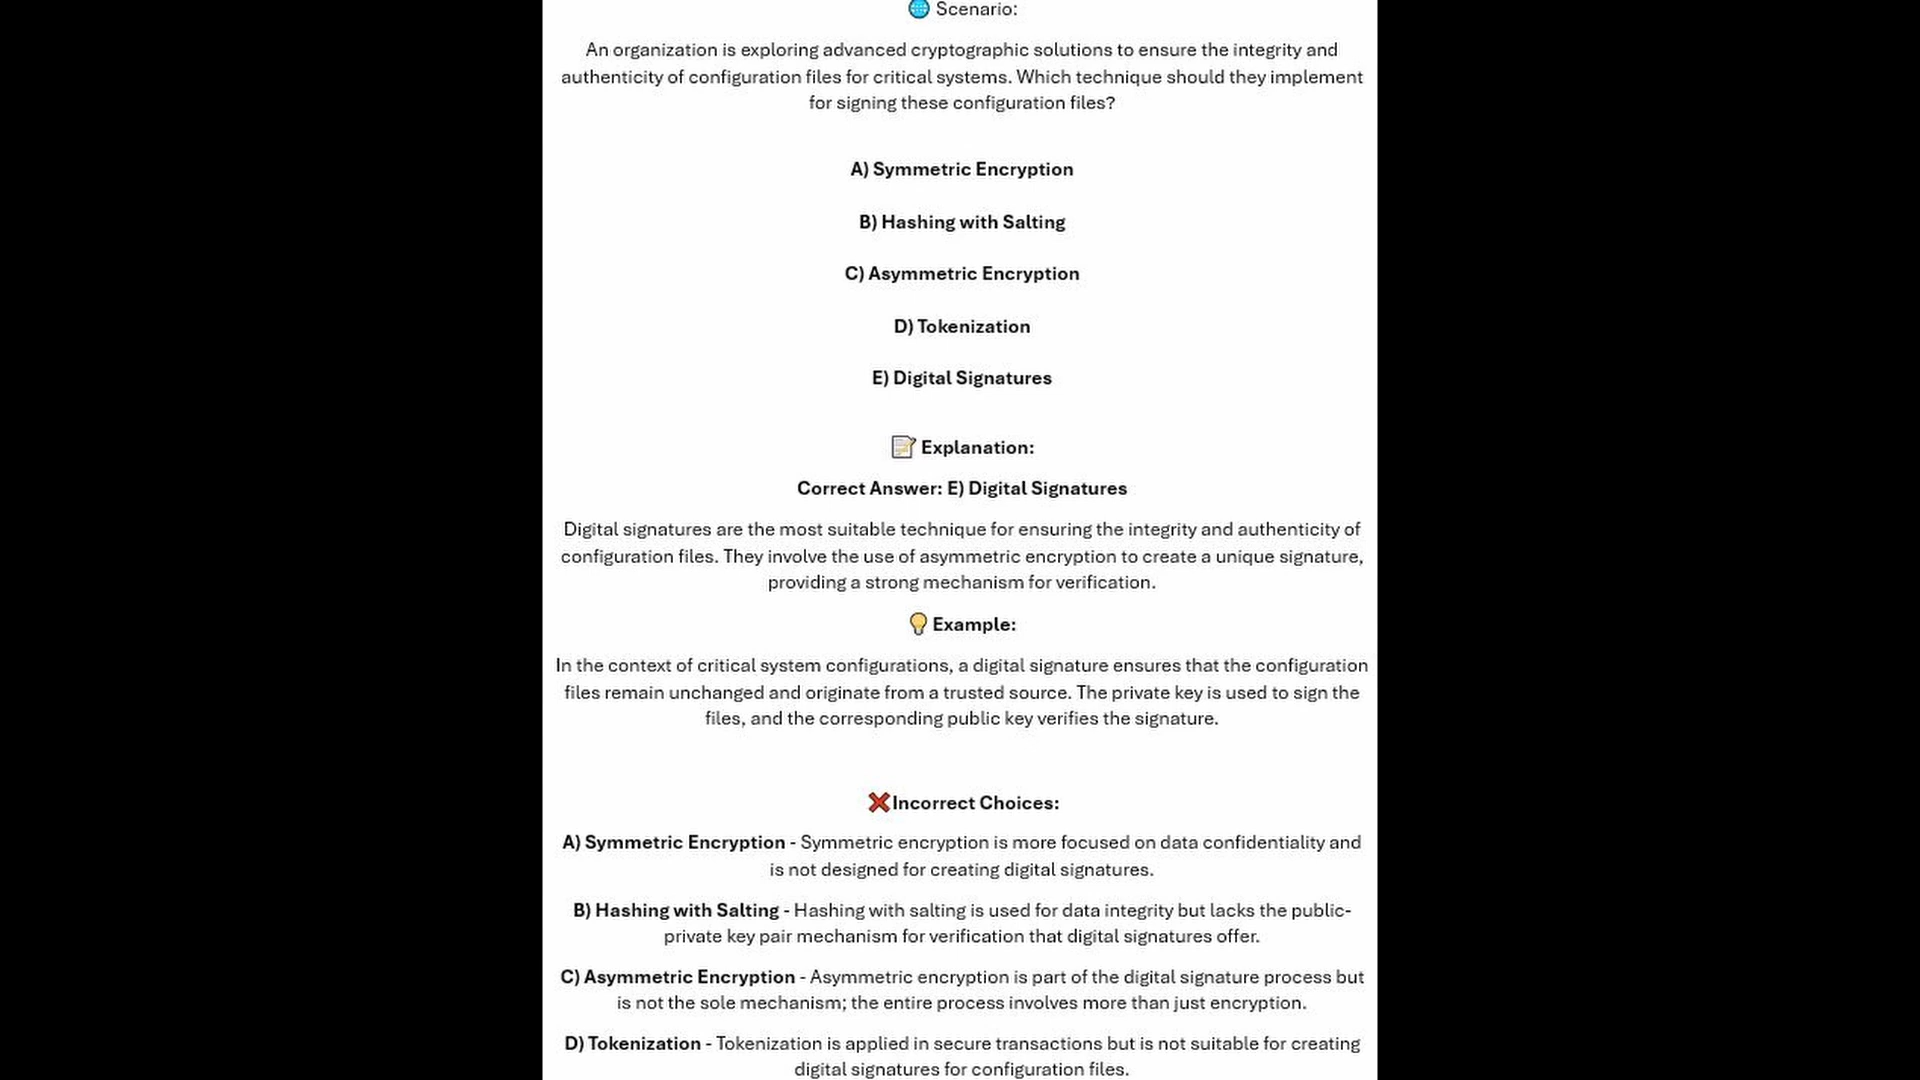 🌐 Scenario:
An organization is exploring advanced cryptographic solutions to ensure the integrity and
authenticity of configuration files for critical systems. Which technique should they implement
for signing these configuration files?
A) Symmetric Encryption
B) Hashing with Salting
C) Asymmetric Encryption
D) Tokenization
E) Digital Signatures
📝 Explanation:
Correct Answer: E) Digital Signatures
Digital signatures are the most suitable technique for ensuring the integrity and authenticity of
configuration files. They involve the use of asymmetric encryption to create a unique signature,
providing a strong mechanism for verification.
💡 Example:
In the context of critical system configurations, a digital signature ensures that the configuration
files remain unchanged and originate from a trusted source. The private key is used to sign the
files, and the corresponding public key verifies the signature.
❌Incorrect Choices:
A) Symmetric Encryption - Symmetric encryption is more focused on data confidentiality and
is not designed for creating digital signatures.
B) Hashing with Salting - Hashing with salting is used for data integrity but lacks the public-
private key pair mechanism for verification that digital signatures offer.
C) Asymmetric Encryption - Asymmetric encryption is part of the digital signature process but
is not the sole mechanism; the entire process involves more than just encryption.
D) Tokenization - Tokenization is applied in secure transactions but is not suitable for creating
digital signatures for configuration files.